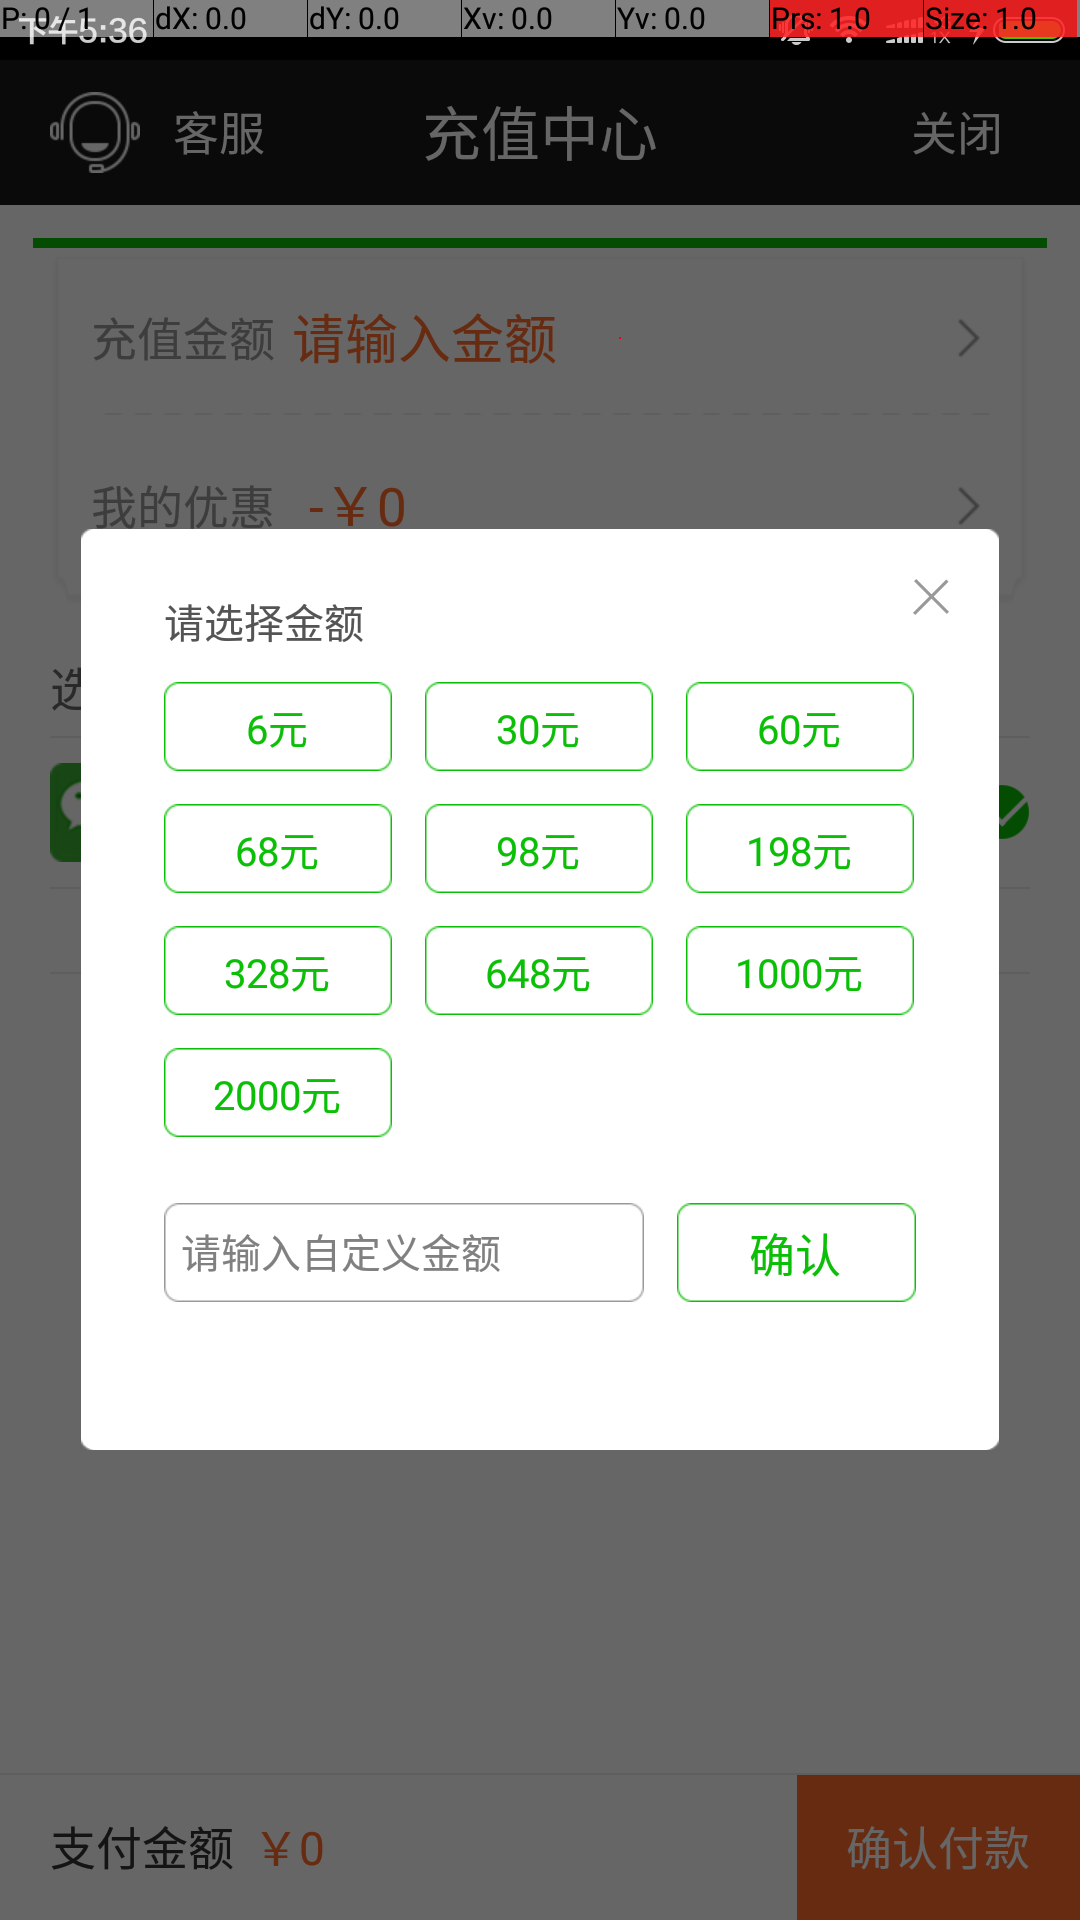 P: 0 / 1 dX: 0.0 dY: 0.0 Xv: 0.0 Yv: 0.0 Prs: 1.0 Size: 1.0
下午5:36
客服 充值中心 关闭
充值金额 请输入金额
我的优惠 -￥0
请选择金额
选
6元 30元 60元
68元 98元 198元
328元 648元 1000元
2000元
请输入自定义金额 确认
支付金额 ￥0 确认付款